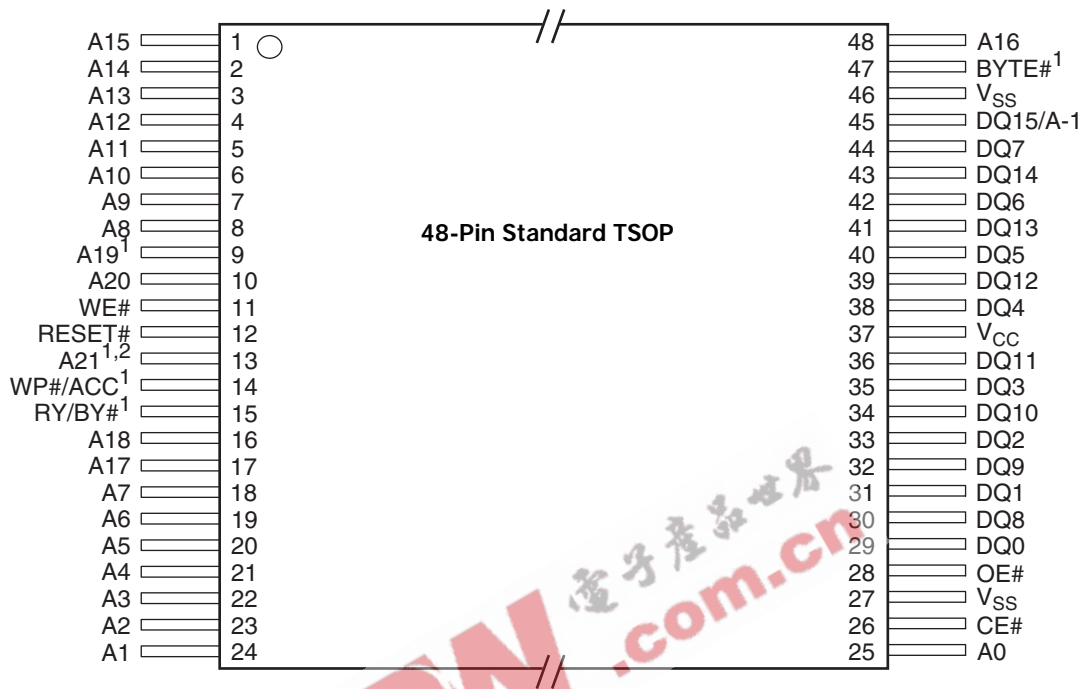 A15 1 48 A16
A14 2 47 BYTE#1
A13 3 46 VSS
A12 4 45 DQ15/A-1
A11 5 44 DQ7
A10 6 43 DQ14
A9 7 42 DQ6
A8 8 41 DQ13
48-Pin Standard TSOP
A191 9 40 DQ5
A20 10 39 DQ12
WE# 11 38 DQ4
RESET# 12 37 VCC
A211,2 13 36 DQ11
WP#/ACC1 14 35 DQ3
RY/BY#1 15 34 DQ10
A18 16 33 DQ2
A17 17 32 DQ9
A7 18 31 DQ1
A6 19 30 DQ8
A5 20 29 DQ0
A4 21 28 OE#
A3 22 27 VSS
A2 23 26 CE#
A1 24 25 A0
電子產品世界
.com.cn